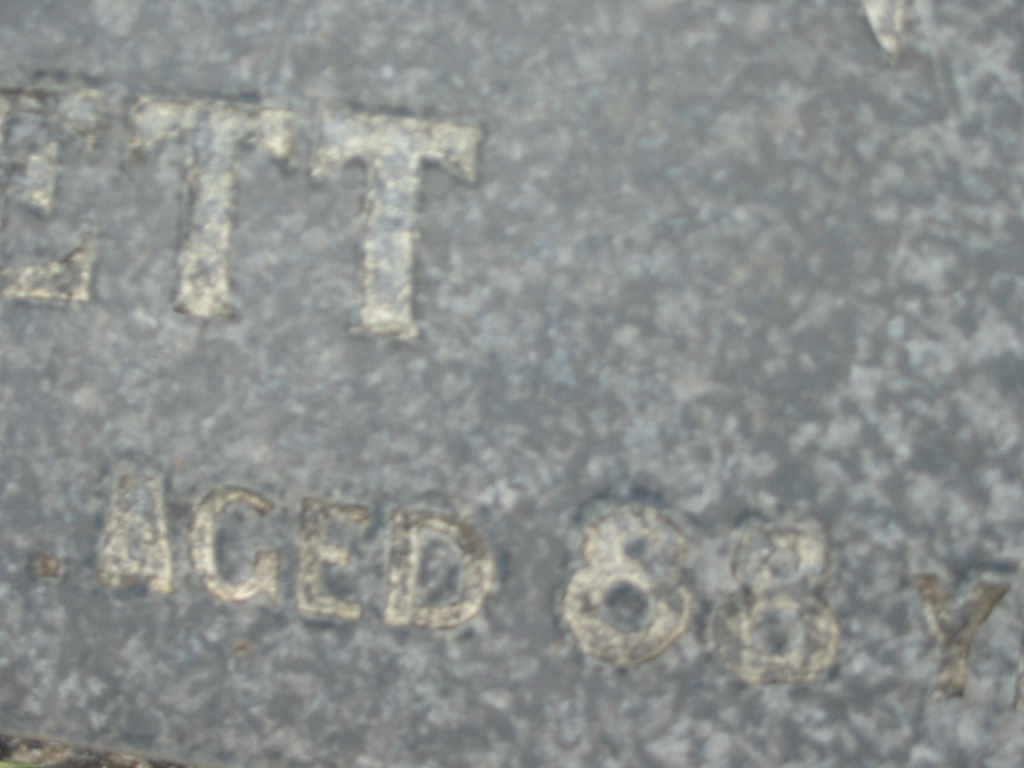 ETT
. AGED 88 Y